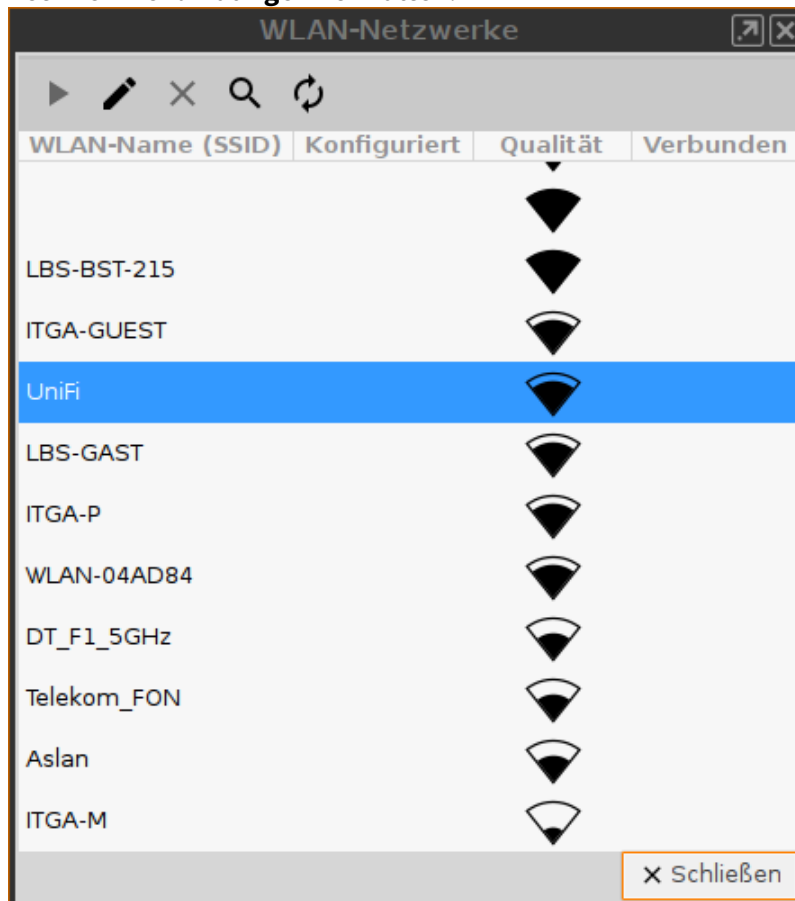 WLAN-Netzwerke
WLAN-Name (SSID) Konfiguriert Qualität Verbunden
LBS-BST-215
ITGA-GUEST
UniFi
LBS-GAST
ITGA-P
WLAN-04AD84
DT_F1_5GHz
Telekom_FON
Aslan
ITGA-M
Schließen